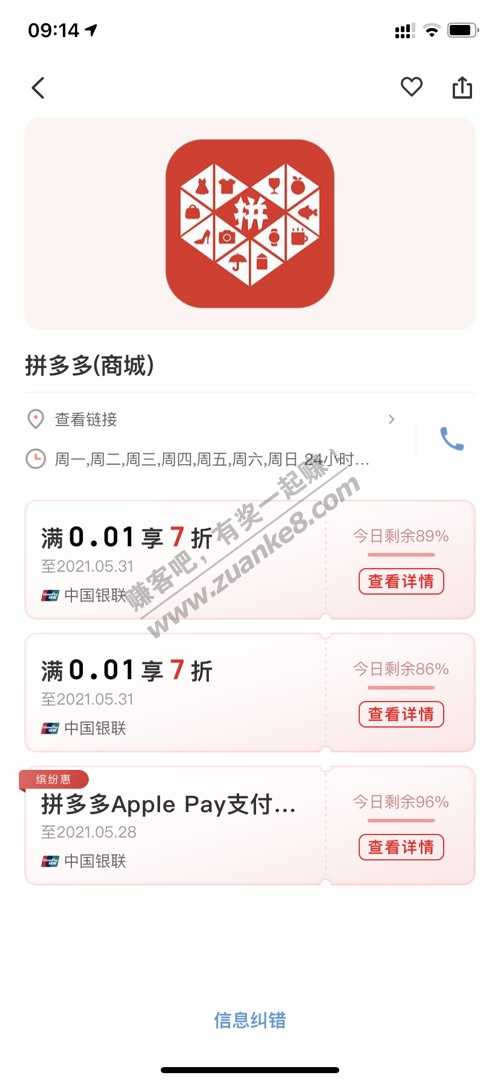 09:14
拼
拼多多(商城)
查看链接
周一,周二,周三,周四,周五,周六,周日 24小时...
满0.01享7折
今日剩余89%
至2021.05.31
查看详情
中国银联
满0.01享7折
今日剩余86%
至2021.05.31
查看详情
中国银联
缤纷惠
拼多多Apple Pay支付...
今日剩余96%
至2021.05.28
查看详情
中国银联
信息纠错
赚客吧，有奖一起赚！
www.zuanke8.com